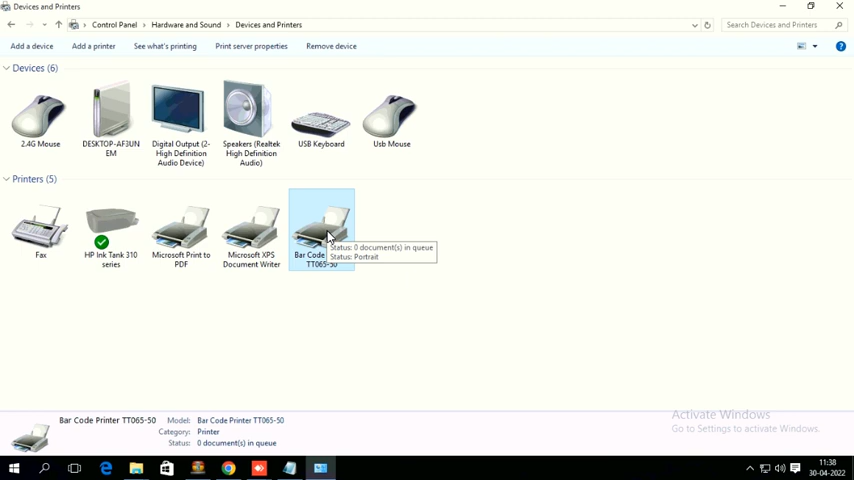 Devices and Printers
Control Panel > Hardware and Sound > Devices and Printers
Search Devices and Printers
Add a device
Add a printer
See what's printing
Print server properties
Remove device
Devices (6)
2.4G Mouse
DESKTOP-AF3UN
EM
Digital Output (2-
High Definition
Audio Device)
Speakers (Realtek
High Definition
Audio)
USB Keyboard
Usb Mouse
Printers (5)
Fax
HP Ink Tank 310
series
Microsoft Print to
PDF
Microsoft XPS
Document Writer
Bar Code
TT065-50
Status: 0 document(s) in queue
Status: Portrait
Activate Windows
Go to Settings to activate Windows.
Bar Code Printer TT065-50
Model: Bar Code Printer TT065-50
Category: Printer
Status: 0 document(s) in queue
11:38
30-04-2022